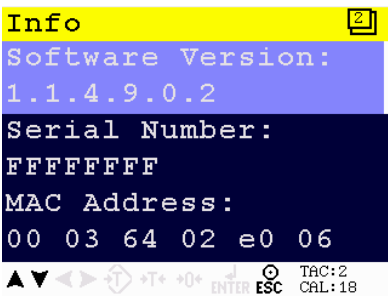 Info 2
Software Version:
1.1.4.9.0.2
Serial Number:
FFFFFFFF
MAC Address:
00 03 64 02 e0 06
T +T+ +0+ ENTER ESC TAC:2
CAL:18